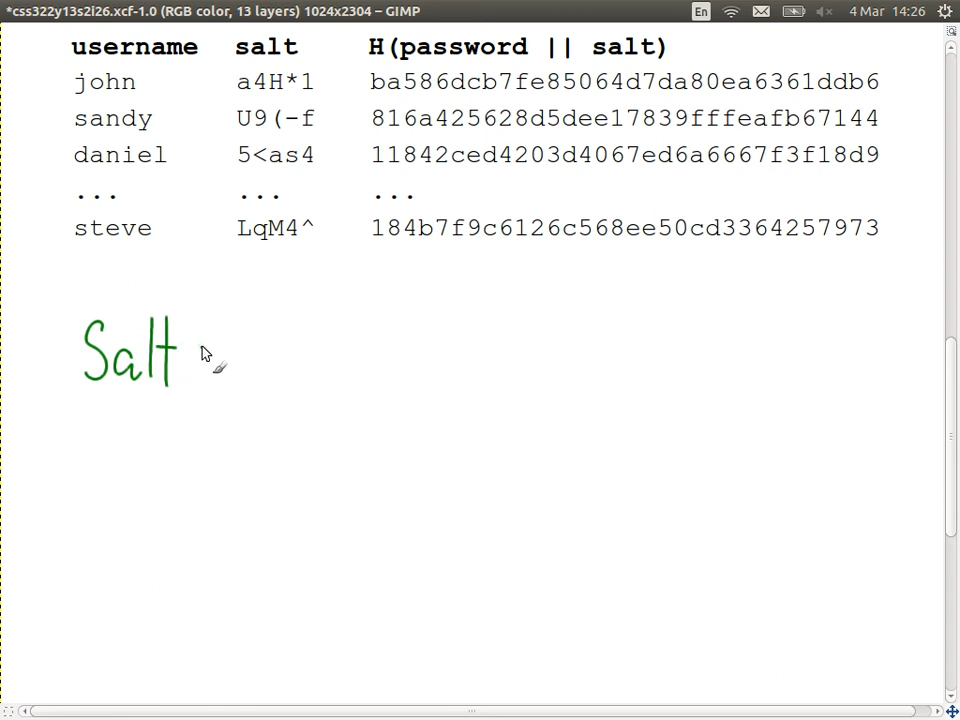 *css322y13s2i26.xcf-1.0 (RGB color, 13 layers) 1024x2304 – GIMP En 4 Mar 14:26
username salt H(password || salt)
john a4H*1 ba586dcb7fe85064d7da80ea6361ddb6
sandy U9(-f 816a425628d5dee17839fffeafb67144
daniel 5<as4 11842ced4203d4067ed6a6667f3f18d9
... ... ...
steve LqM4^ 184b7f9c6126c568ee50cd3364257973
Salt